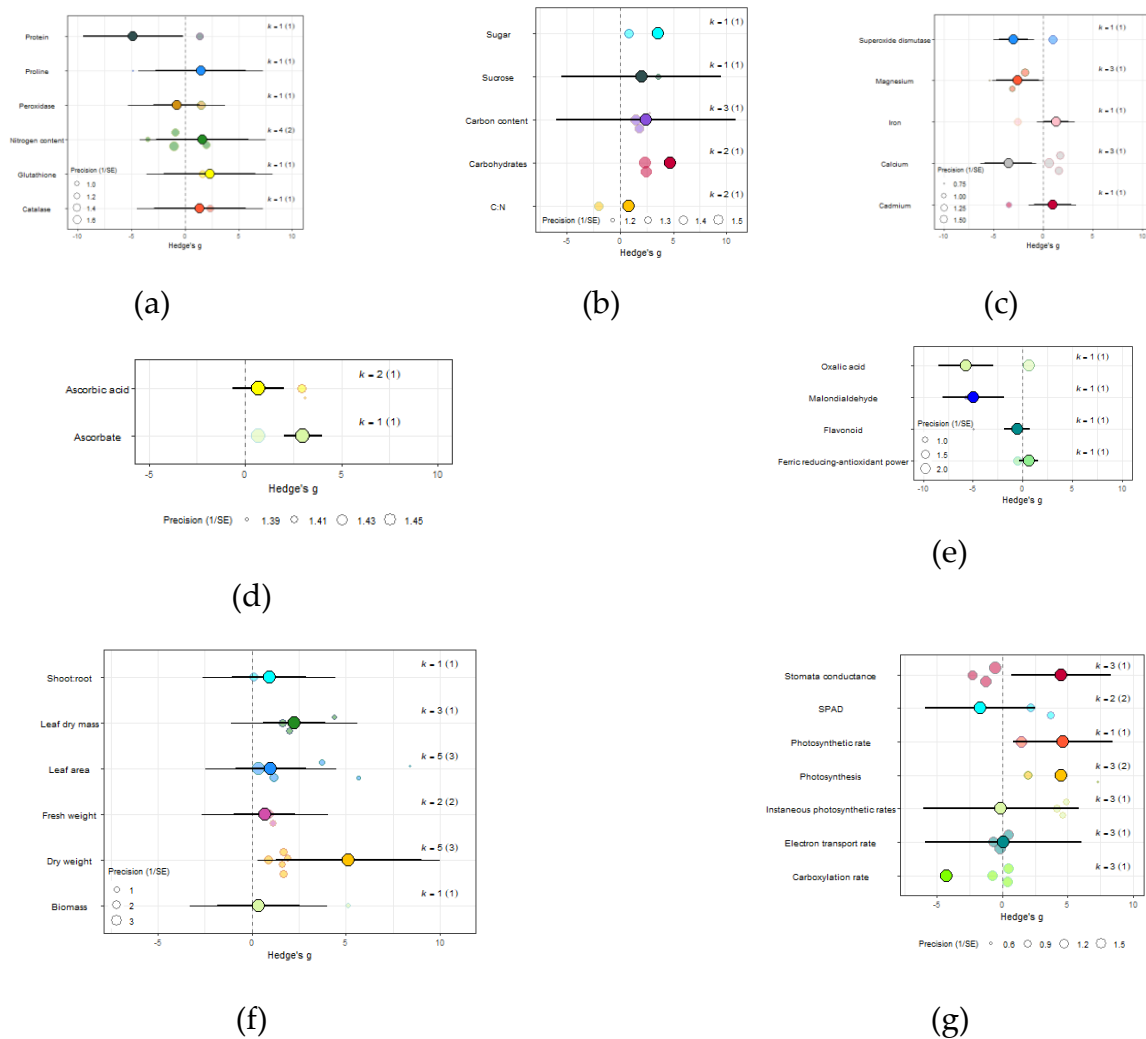 Protein
k = 1 (1)
Proline
k = 1 (1)
Peroxidase
k = 1 (1)
Nitrogen content
k = 4 (2)
Glutathione
k = 1 (1)
Catalase
k = 1 (1)
Precision (1/SE)
1.0
1.2
1.4
1.6
-10 -5 0 5 10
Hedge's g
(a)
Sugar
k = 1 (1)
Sucrose
k = 1 (1)
Carbon content
k = 3 (1)
Carbohydrates
k = 2 (1)
C:N
k = 2 (1)
Precision (1/SE) 1.2 1.3 1.4 1.5
-5 0 5 10
Hedge's g
(b)
Superoxide dismutase
k = 1 (1)
Magnesium
k = 3 (1)
Iron
k = 1 (1)
Calcium
k = 3 (1)
Cadmium
k = 1 (1)
Precision (1/SE)
0.75
1.00
1.25
1.50
-10 -5 0 5 10
Hedge's g
(c)
Ascorbic acid
k = 2 (1)
Ascorbate
k = 1 (1)
-5 0 5 10
Hedge's g
Precision (1/SE) 1.39 1.41 1.43 1.45
(d)
Oxalic acid
k = 1 (1)
Malondialdehyde
k = 1 (1)
Flavonoid
k = 1 (1)
Ferric reducing-antioxidant power
k = 1 (1)
Precision (1/SE)
1.0
1.5
2.0
-10 -5 0 5 10
Hedge's g
(e)
Shoot:root
k = 1 (1)
Leaf dry mass
k = 3 (1)
Leaf area
k = 5 (3)
Fresh weight
k = 2 (2)
Dry weight
k = 5 (3)
Biomass
k = 1 (1)
Precision (1/SE)
1
2
3
-5 0 5 10
Hedge's g
(f)
Stomata conductance
k = 3 (1)
SPAD
k = 2 (2)
Photosynthetic rate
k = 1 (1)
Photosynthesis
k = 3 (2)
Instaneous photosynthetic rates
k = 3 (1)
Electron transport rate
k = 3 (1)
Carboxylation rate
k = 3 (1)
-5 0 5 10
Hedge's g
Precision (1/SE) 0.6 0.9 1.2 1.5
(g)